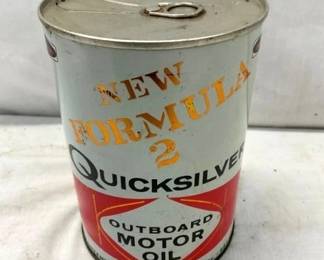 NEW
FORMULA
2
QUICKSILVER
OUTBOARD
MOTOR
OIL